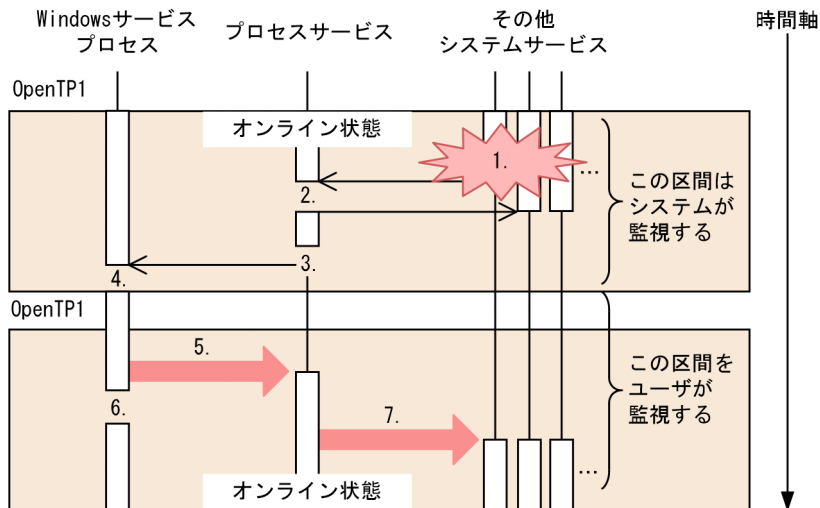 Windowsサービス
プロセス
プロセスサービス
その他
システムサービス
時間軸
OpenTP1
オンライン状態
1.
...
2.
この区間は
システムが
監視する
3.
4.
OpenTP1
5.
この区間を
ユーザが
監視する
6.
7.
...
オンライン状態